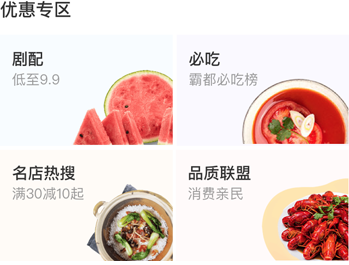 优惠专区
剧配
低至9.9
必吃
霸都必吃榜
名店热搜
满30减10起
品质联盟
消费亲民